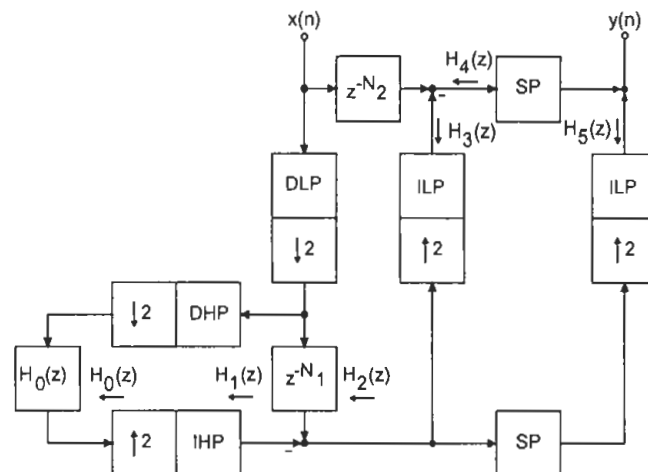 x(n)
y(n)
H₄(z)
z⁻ᴺ₂
-
SP
H₃(z)
H₅(z)
DLP
ILP
ILP
↓2
↑2
↑2
↓2
DHP
H₀(z)
H₀(z)
H₁(z)
z⁻ᴺ₁
H₂(z)
↑2
IHP
-
SP